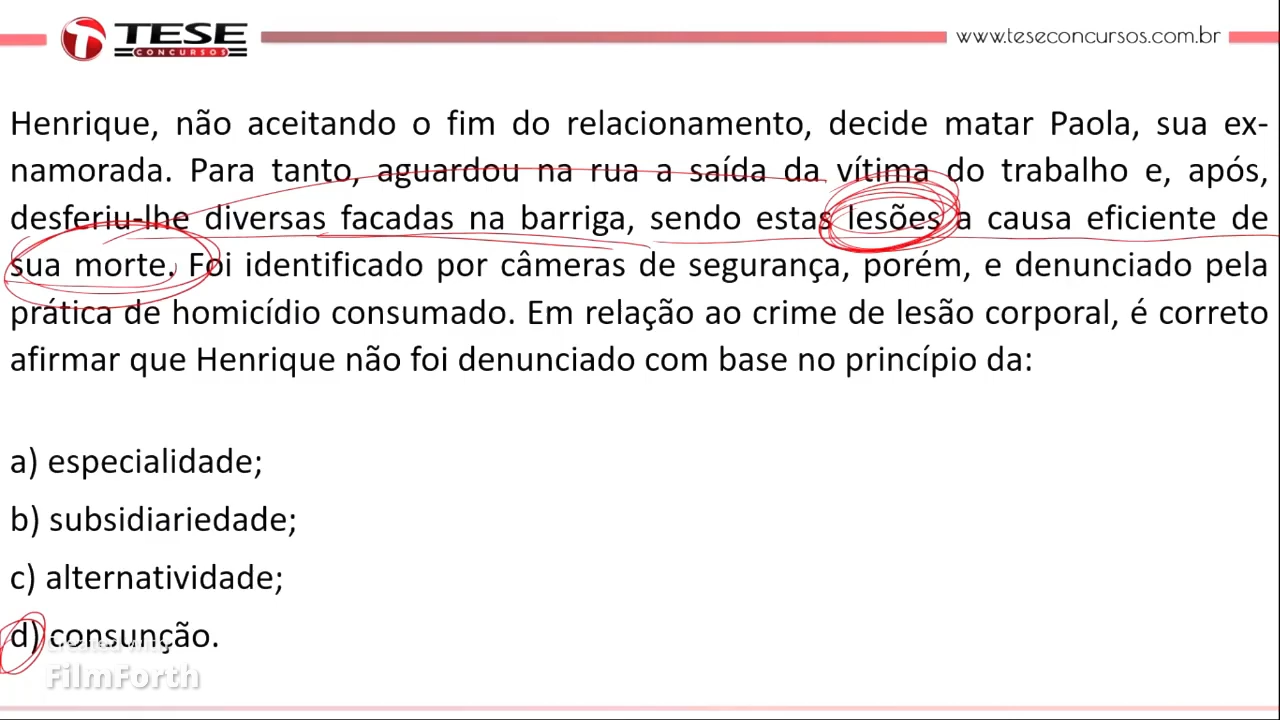 TESE
CONCURSOS
www.teseconcursos.com.br
Henrique, não aceitando o fim do relacionamento, decide matar Paola, sua ex-
namorada. Para tanto, aguardou na rua a saída da vítima do trabalho e, após,
desferiu-lhe diversas facadas na barriga, sendo estas lesões a causa eficiente de
sua morte. Foi identificado por câmeras de segurança, porém, e denunciado pela
prática de homicídio consumado. Em relação ao crime de lesão corporal, é correto
afirmar que Henrique não foi denunciado com base no princípio da:
a) especialidade;
b) subsidiariedade;
c) alternatividade;
d) consunção.
Created with
FilmForth